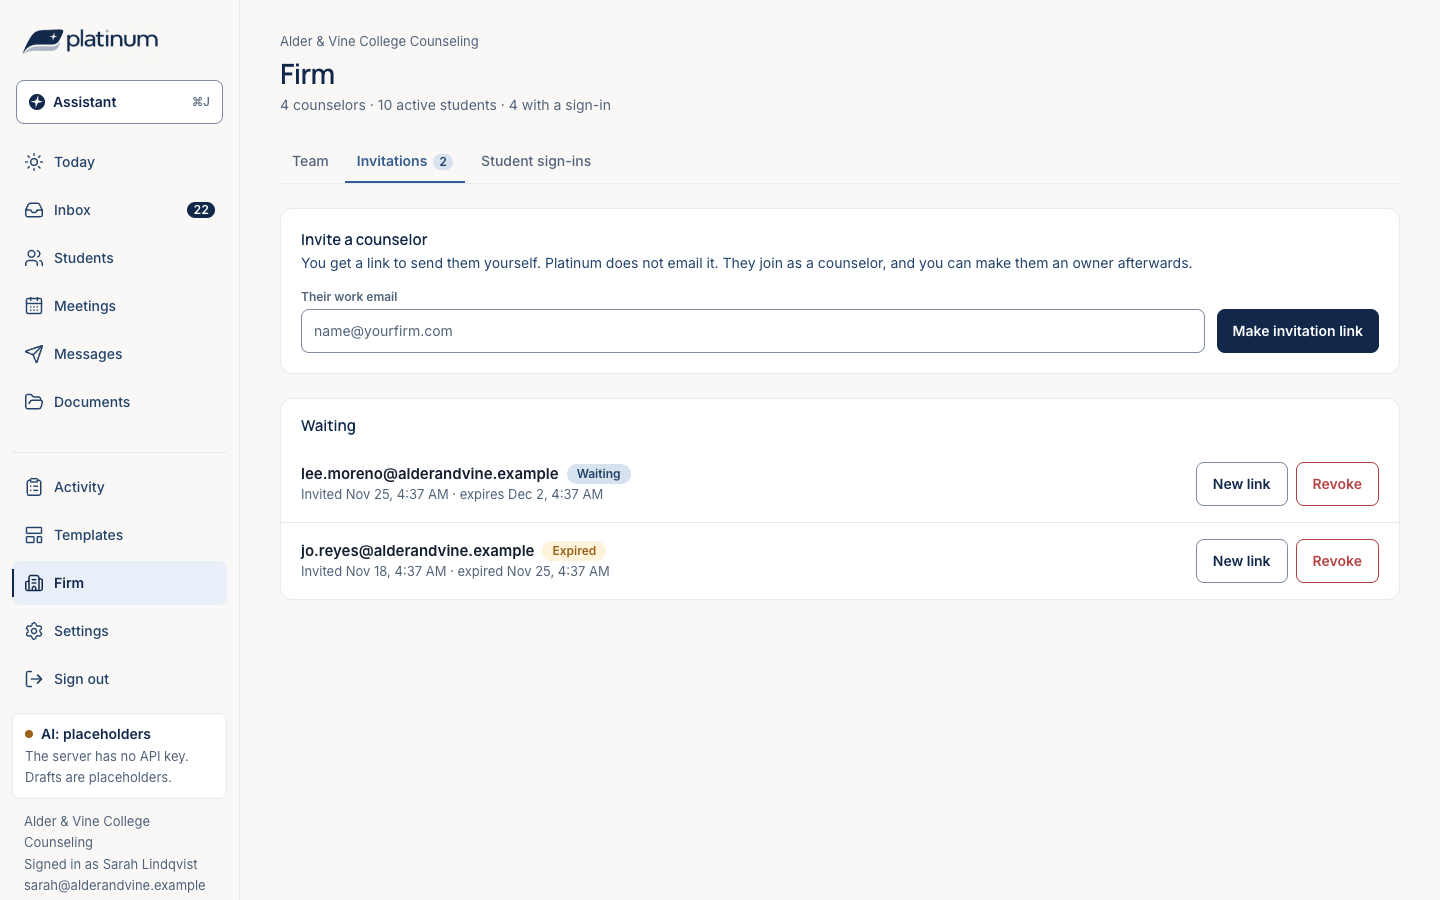 platinum
Assistant ⌘J
Today
Inbox 22
Students
Meetings
Messages
Documents
Activity
Templates
Firm
Settings
Sign out
AI: placeholders
The server has no API key.
Drafts are placeholders.
Alder & Vine College
Counseling
Signed in as Sarah Lindqvist
sarah@alderandvine.example
Alder & Vine College Counseling
Firm
4 counselors · 10 active students · 4 with a sign-in
Team Invitations 2 Student sign-ins
Invite a counselor
You get a link to send them yourself. Platinum does not email it. They join as a counselor, and you can make them an owner afterwards.
Their work email
name@yourfirm.com Make invitation link
Waiting
lee.moreno@alderandvine.example Waiting
Invited Nov 25, 4:37 AM · expires Dec 2, 4:37 AM
New link Revoke
jo.reyes@alderandvine.example Expired
Invited Nov 18, 4:37 AM · expired Nov 25, 4:37 AM
New link Revoke